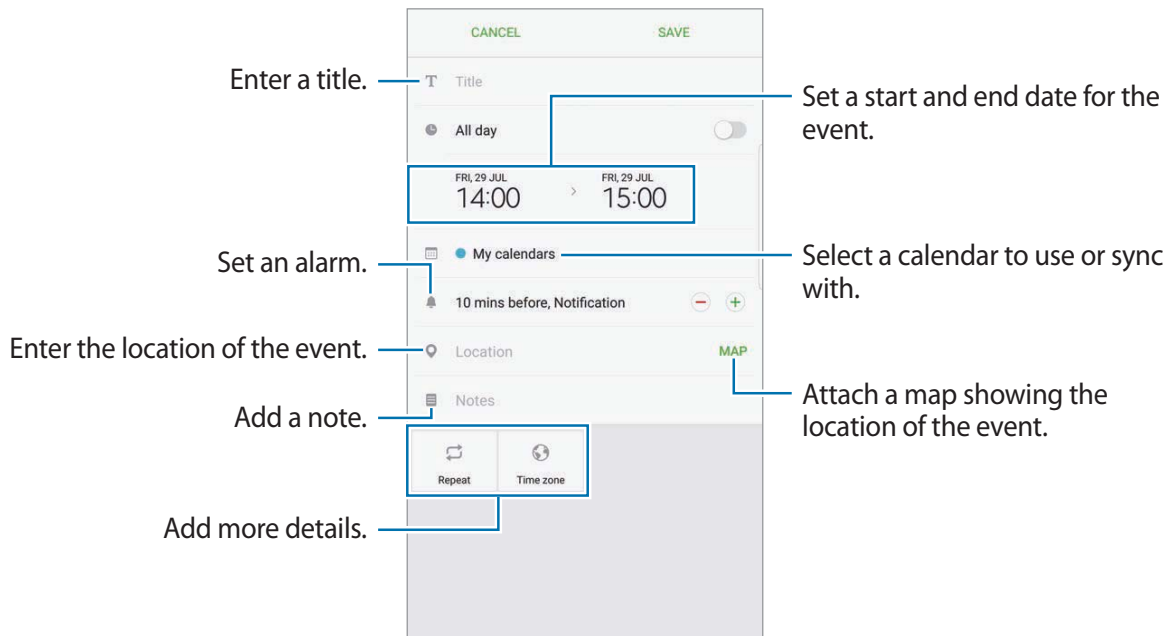 CANCEL SAVE
Enter a title.
T Title
Set a start and end date for the
event.
All day
FRI, 29 JUL FRI, 29 JUL
14:00 > 15:00
Set an alarm.
My calendars
Select a calendar to use or sync
with.
10 mins before, Notification
Enter the location of the event.
Location MAP
Attach a map showing the
location of the event.
Add a note.
Notes
Repeat Time zone
Add more details.